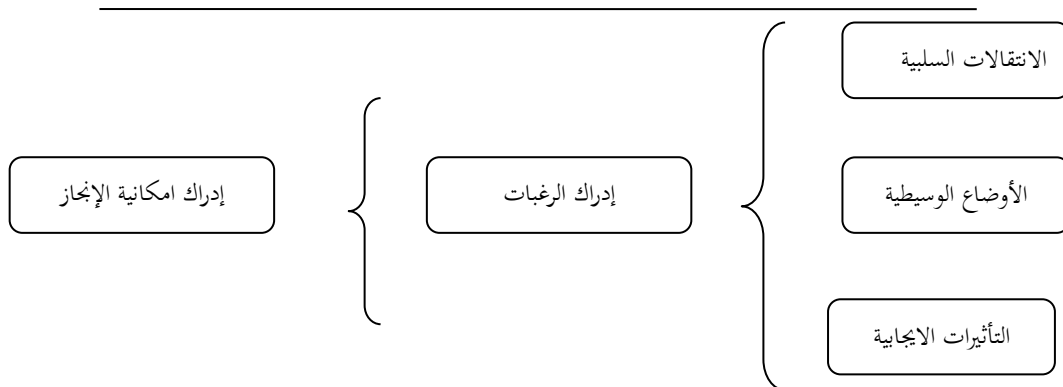 الانتقالات السلبية
الأوضاع الوسيطية
التأثيرات الايجابية
إدراك الرغبات
إدراك امكانية الإنجاز